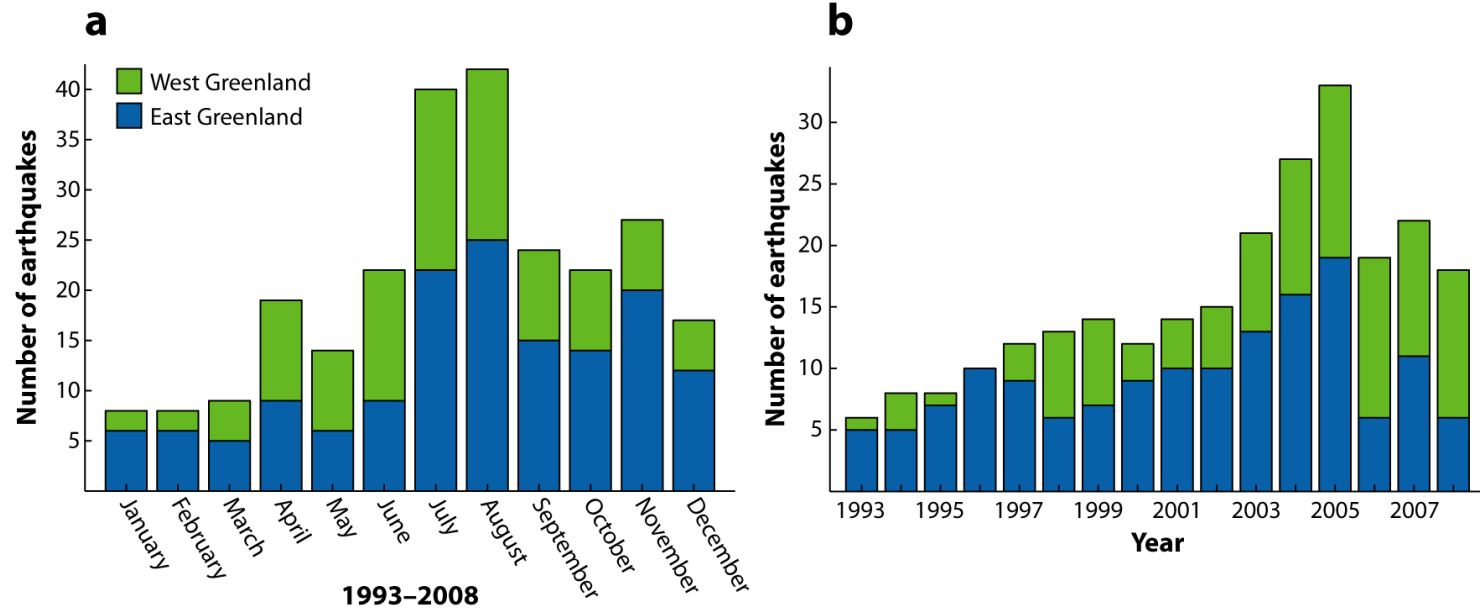 a
West Greenland
East Greenland
Number of earthquakes
40
35
30
25
20
15
10
5
January
February
March
April
May
June
July
August
September
October
November
December
1993–2008
b
Number of earthquakes
30
25
20
15
10
5
1993
1995
1997
1999
2001
2003
2005
2007
Year